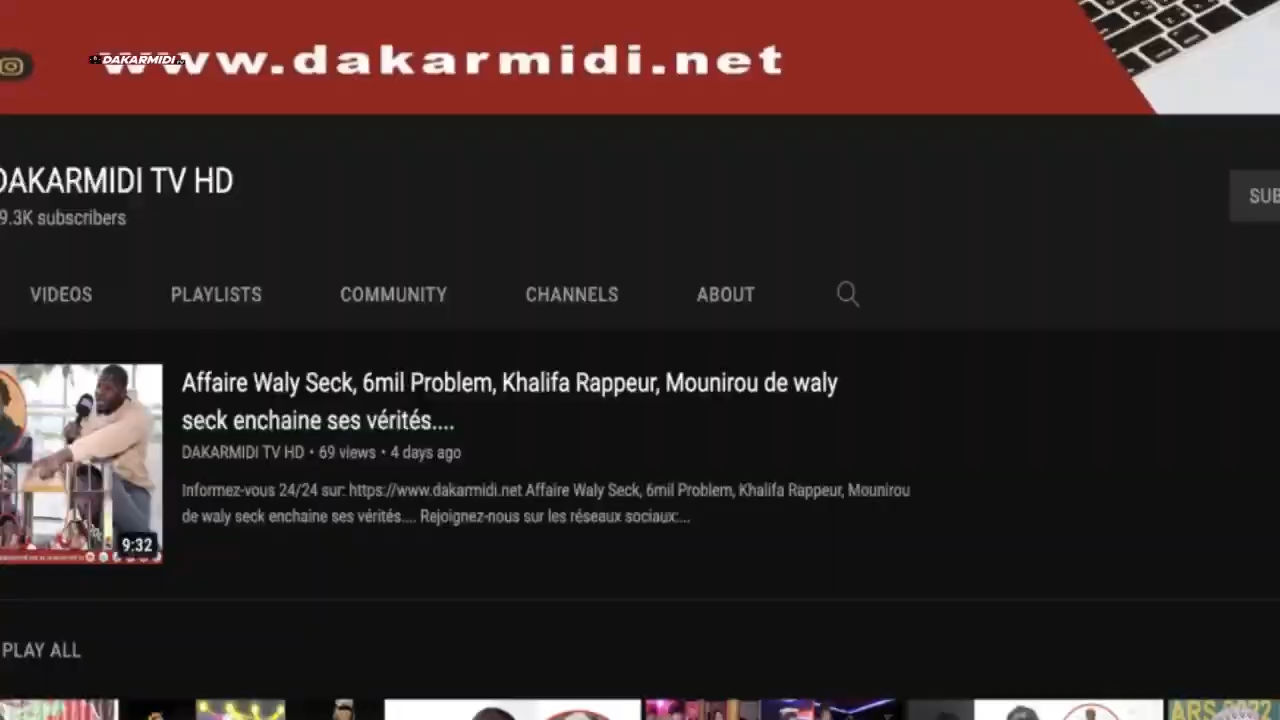 www.dakarmidi.net
DAKARMIDI
DAKARMIDI TV HD
9.3K subscribers
SUB
VIDEOS
PLAYLISTS
COMMUNITY
CHANNELS
ABOUT
Affaire Waly Seck, 6mil Problem, Khalifa Rappeur, Mounirou de waly
seck enchaine ses vérités....
DAKARMIDI TV HD • 69 views • 4 days ago
Informez-vous 24/24 sur: https://www.dakarmidi.net Affaire Waly Seck, 6mil Problem, Khalifa Rappeur, Mounirou
de waly seck enchaine ses vérités.... Rejoignez-nous sur les réseaux sociaux:...
9:32
PLAY ALL